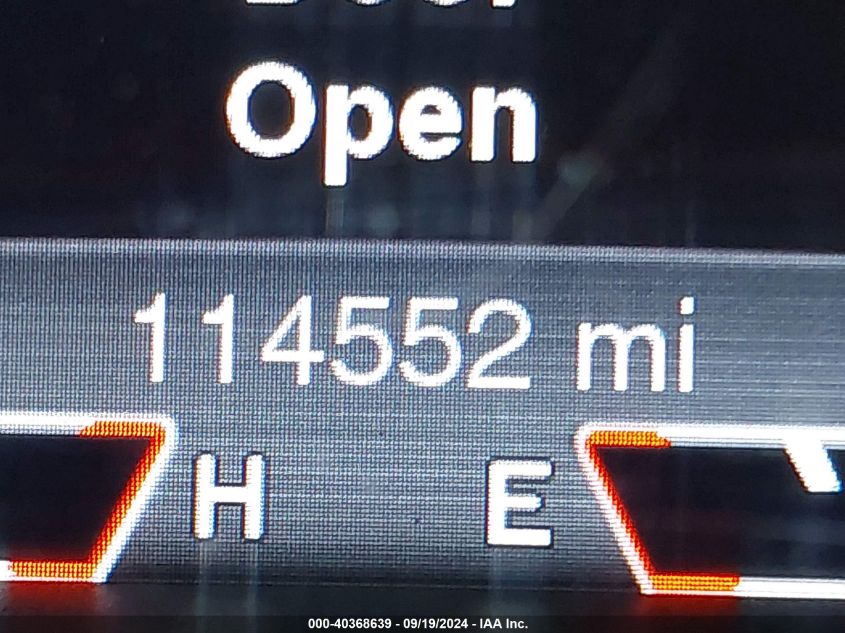 Open
114552 mi
H E
000-40368639 - 09/19/2024 - IAA Inc.